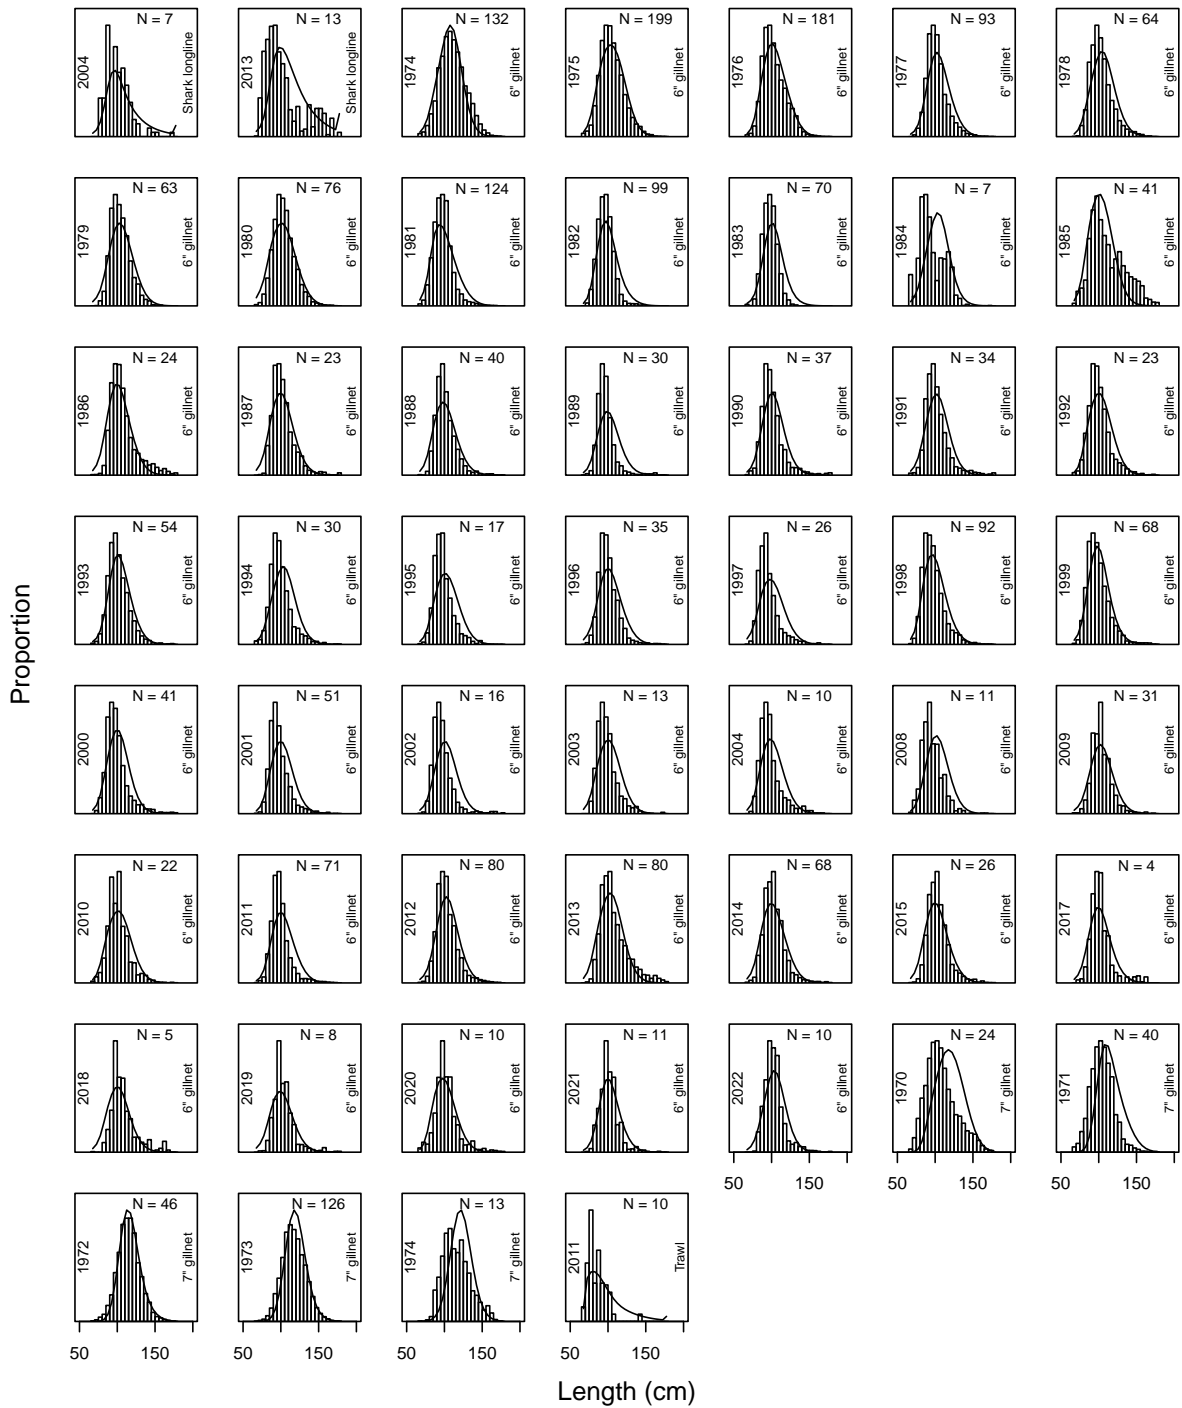 N = 7
2004
Shark longline
N = 13
2013
Shark longline
N = 132
1974
6" gillnet
N = 199
1975
6" gillnet
N = 181
1976
6" gillnet
N = 93
1977
6" gillnet
N = 64
1978
6" gillnet
N = 63
1979
6" gillnet
N = 76
1980
6" gillnet
N = 124
1981
6" gillnet
N = 99
1982
6" gillnet
N = 70
1983
6" gillnet
N = 7
1984
6" gillnet
N = 41
1985
6" gillnet
N = 24
1986
6" gillnet
N = 23
1987
6" gillnet
N = 40
1988
6" gillnet
N = 30
1989
6" gillnet
N = 37
1990
6" gillnet
N = 34
1991
6" gillnet
N = 23
1992
6" gillnet
N = 54
1993
6" gillnet
N = 30
1994
6" gillnet
N = 17
1995
6" gillnet
N = 35
1996
6" gillnet
N = 26
1997
6" gillnet
N = 92
1998
6" gillnet
N = 68
1999
6" gillnet
Proportion
N = 41
2000
6" gillnet
N = 51
2001
6" gillnet
N = 16
2002
6" gillnet
N = 13
2003
6" gillnet
N = 10
2004
6" gillnet
N = 11
2008
6" gillnet
N = 31
2009
6" gillnet
N = 22
2010
6" gillnet
N = 71
2011
6" gillnet
N = 80
2012
6" gillnet
N = 80
2013
6" gillnet
N = 68
2014
6" gillnet
N = 26
2015
6" gillnet
N = 4
2017
6" gillnet
N = 5
2018
6" gillnet
N = 8
2019
6" gillnet
N = 10
2020
6" gillnet
N = 11
2021
6" gillnet
N = 10
2022
6" gillnet
N = 24
1970
7" gillnet
N = 40
1971
7" gillnet
50 150
50 150
50 150
N = 46
1972
7" gillnet
N = 126
1973
7" gillnet
N = 13
1974
7" gillnet
N = 10
2011
Trawl
50 150
50 150
50 150
50 150
Length (cm)